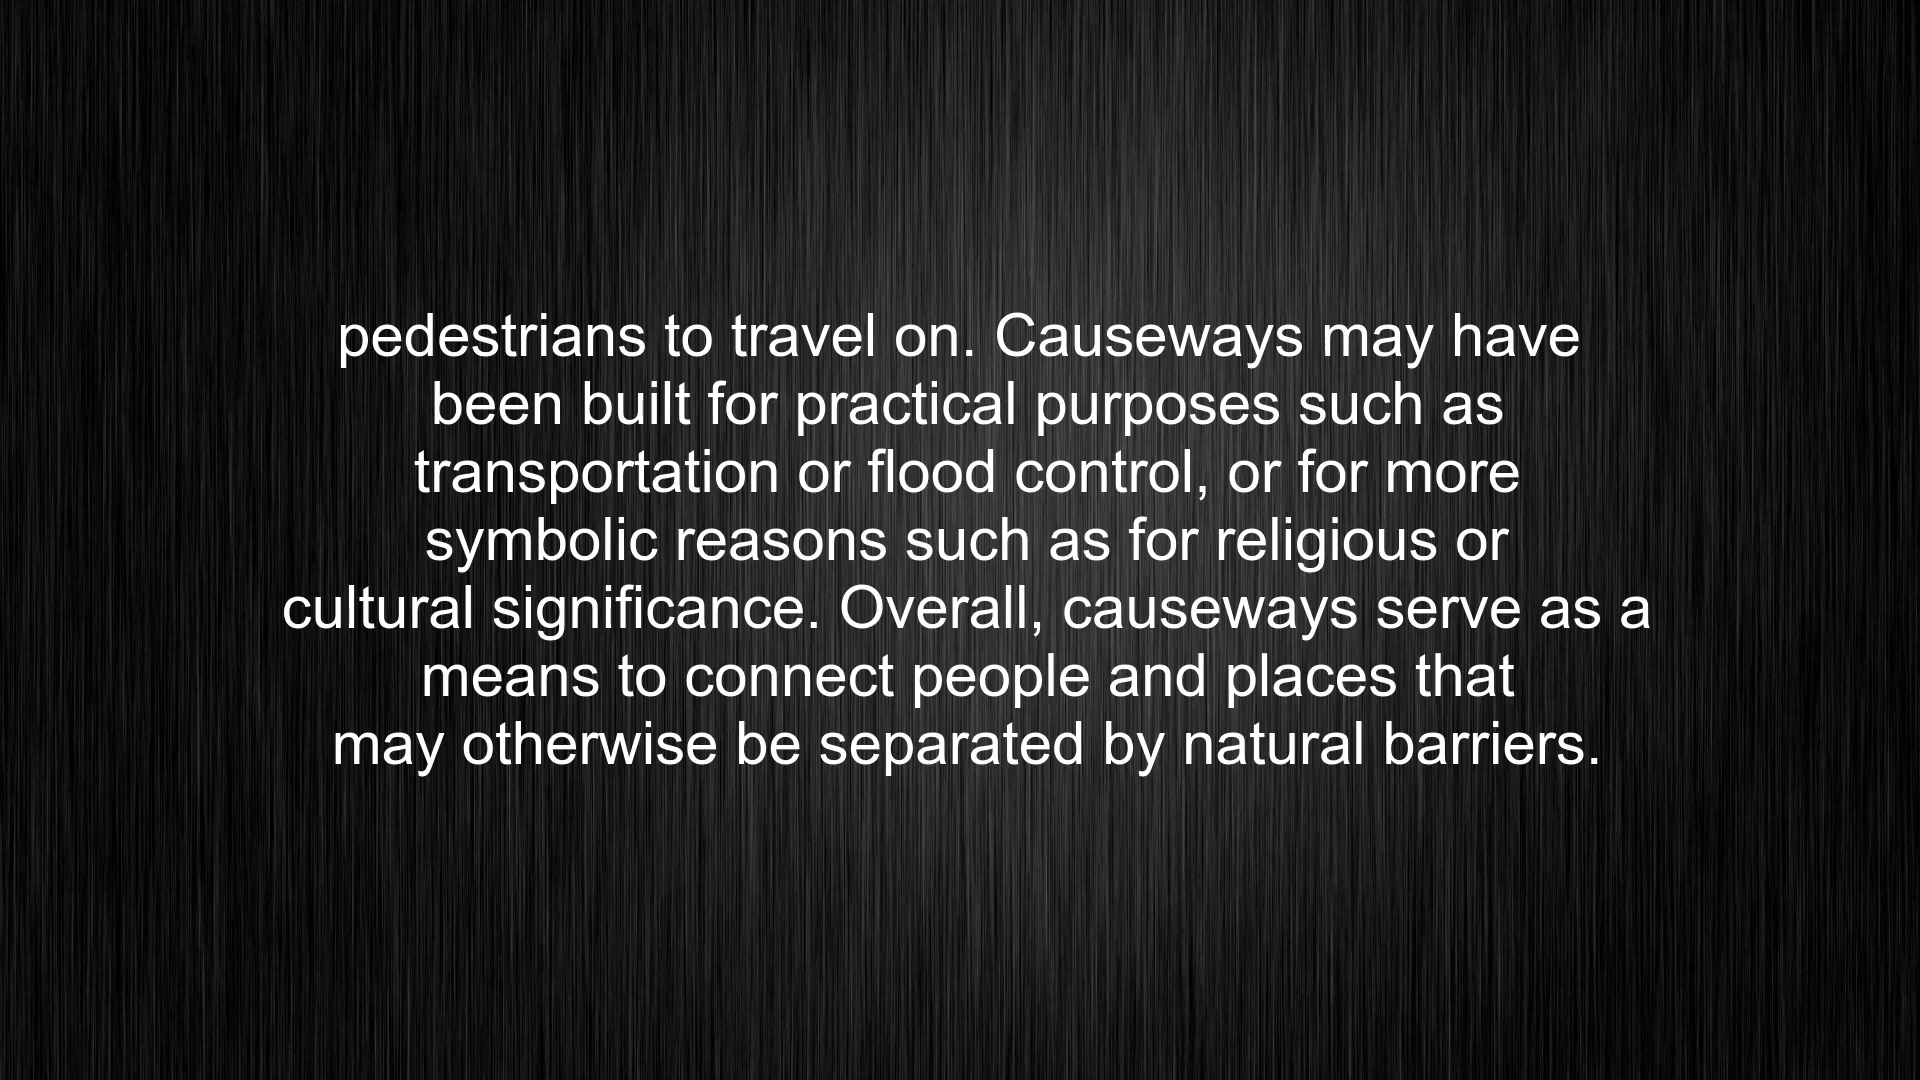 pedestrians to travel on. Causeways may have
been built for practical purposes such as
transportation or flood control, or for more
symbolic reasons such as for religious or
cultural significance. Overall, causeways serve as a
means to connect people and places that
may otherwise be separated by natural barriers.